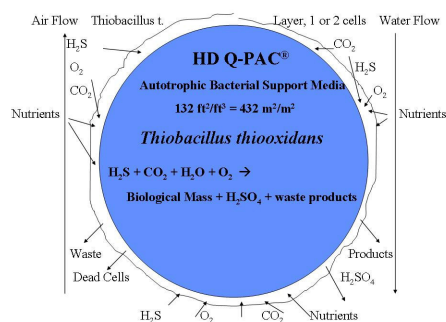 Air Flow
Thiobacillus t.
Layer, 1 or 2 cells
Water Flow
H₂S
O₂
CO₂
CO₂
H₂S
O₂
HD Q-PAC®
Autotrophic Bacterial Support Media
132 ft²/ft³ = 432 m²/m²
Nutrients
Nutrients
Thiobacillus thiooxidans
H₂S + CO₂ + H₂O + O₂ →
Biological Mass + H₂SO₄ + waste products
Waste
Products
Dead Cells
H₂SO₄
H₂S
O₂
CO₂
Nutrients